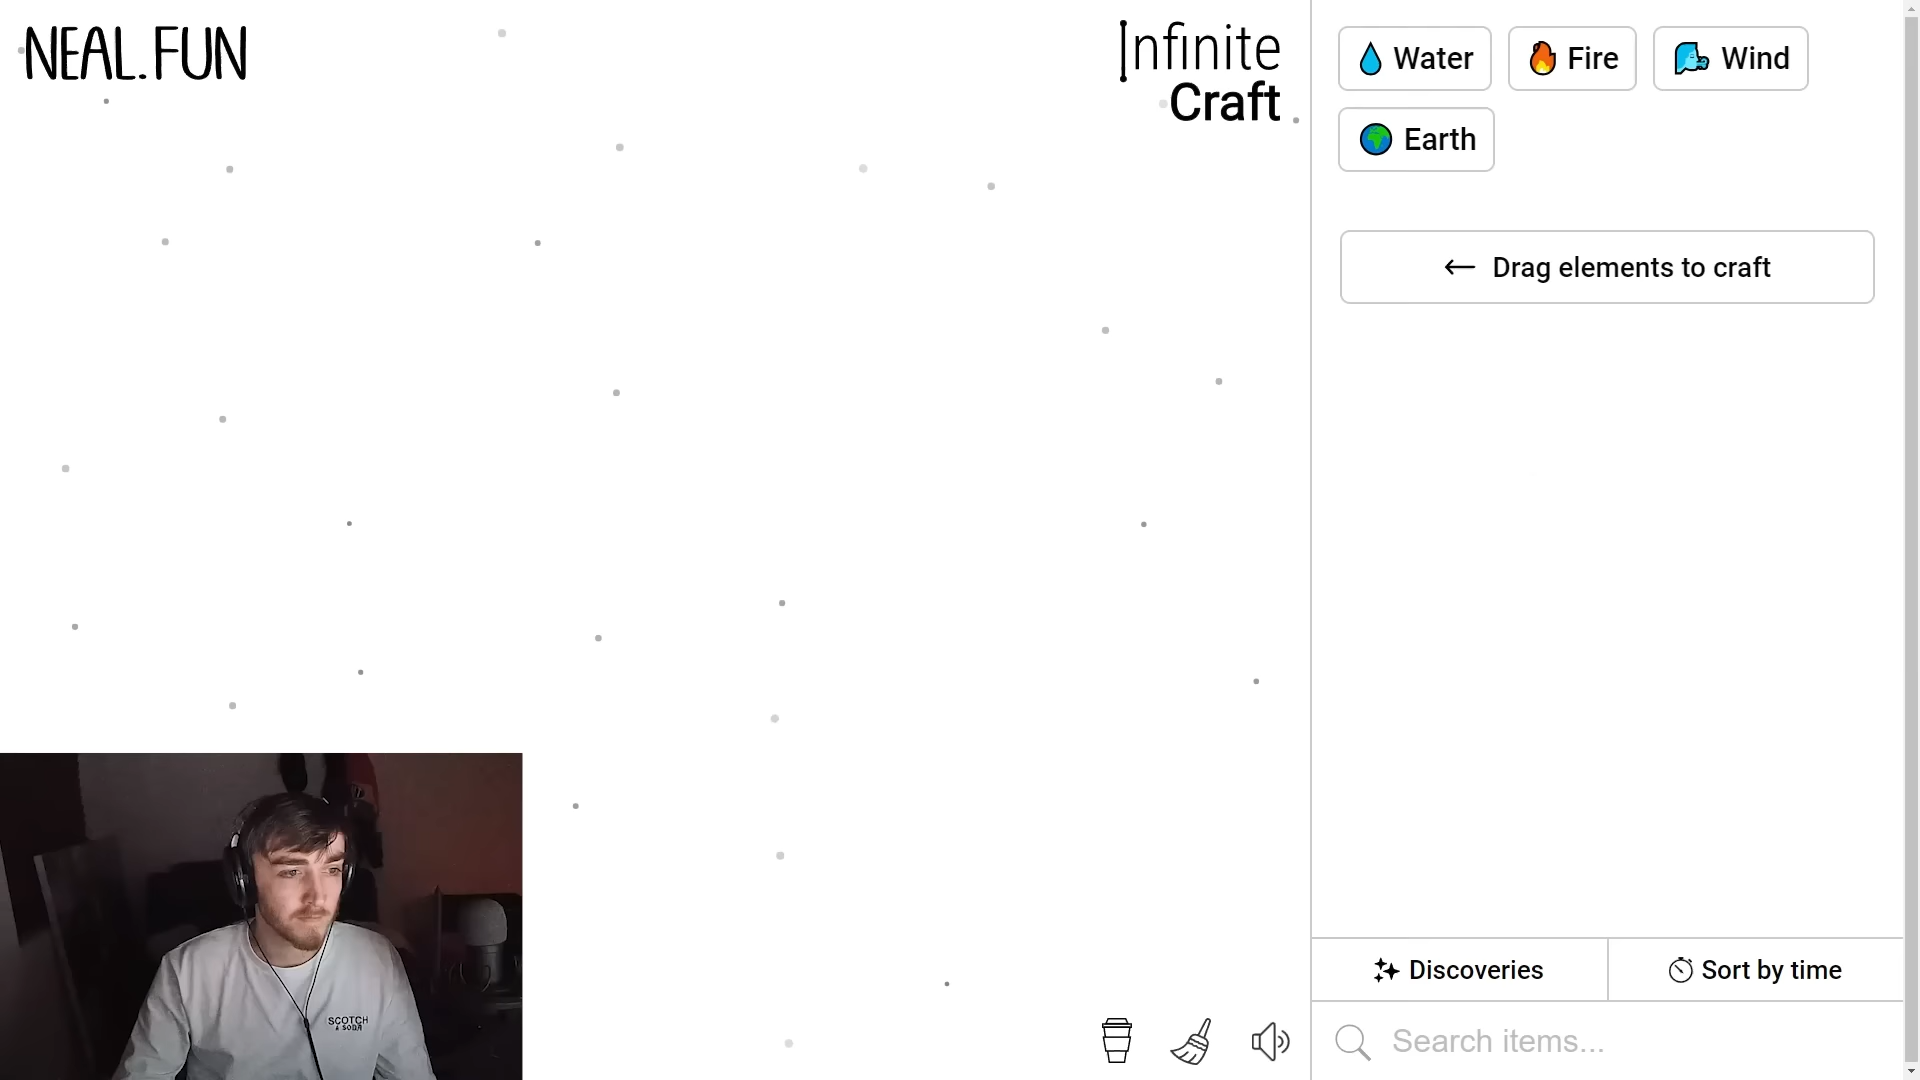 NEAL.FUN
Infinite
Craft
Water
Fire
Wind
Earth
← Drag elements to craft
Discoveries
Sort by time
Search items...
SCOTCH
& SODA